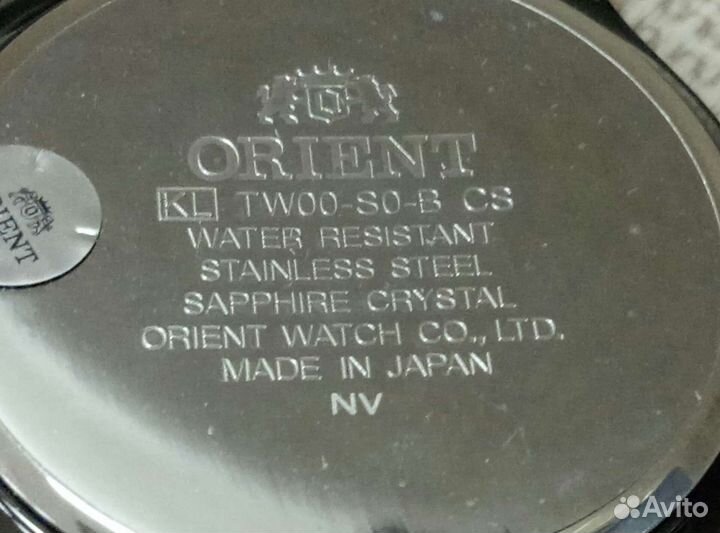 ORIENT
KL TW00-S0-B CS
WATER RESISTANT
STAINLESS STEEL
SAPPHIRE CRYSTAL
ORIENT WATCH CO., LTD.
MADE IN JAPAN
NV
ORIENT
Avito